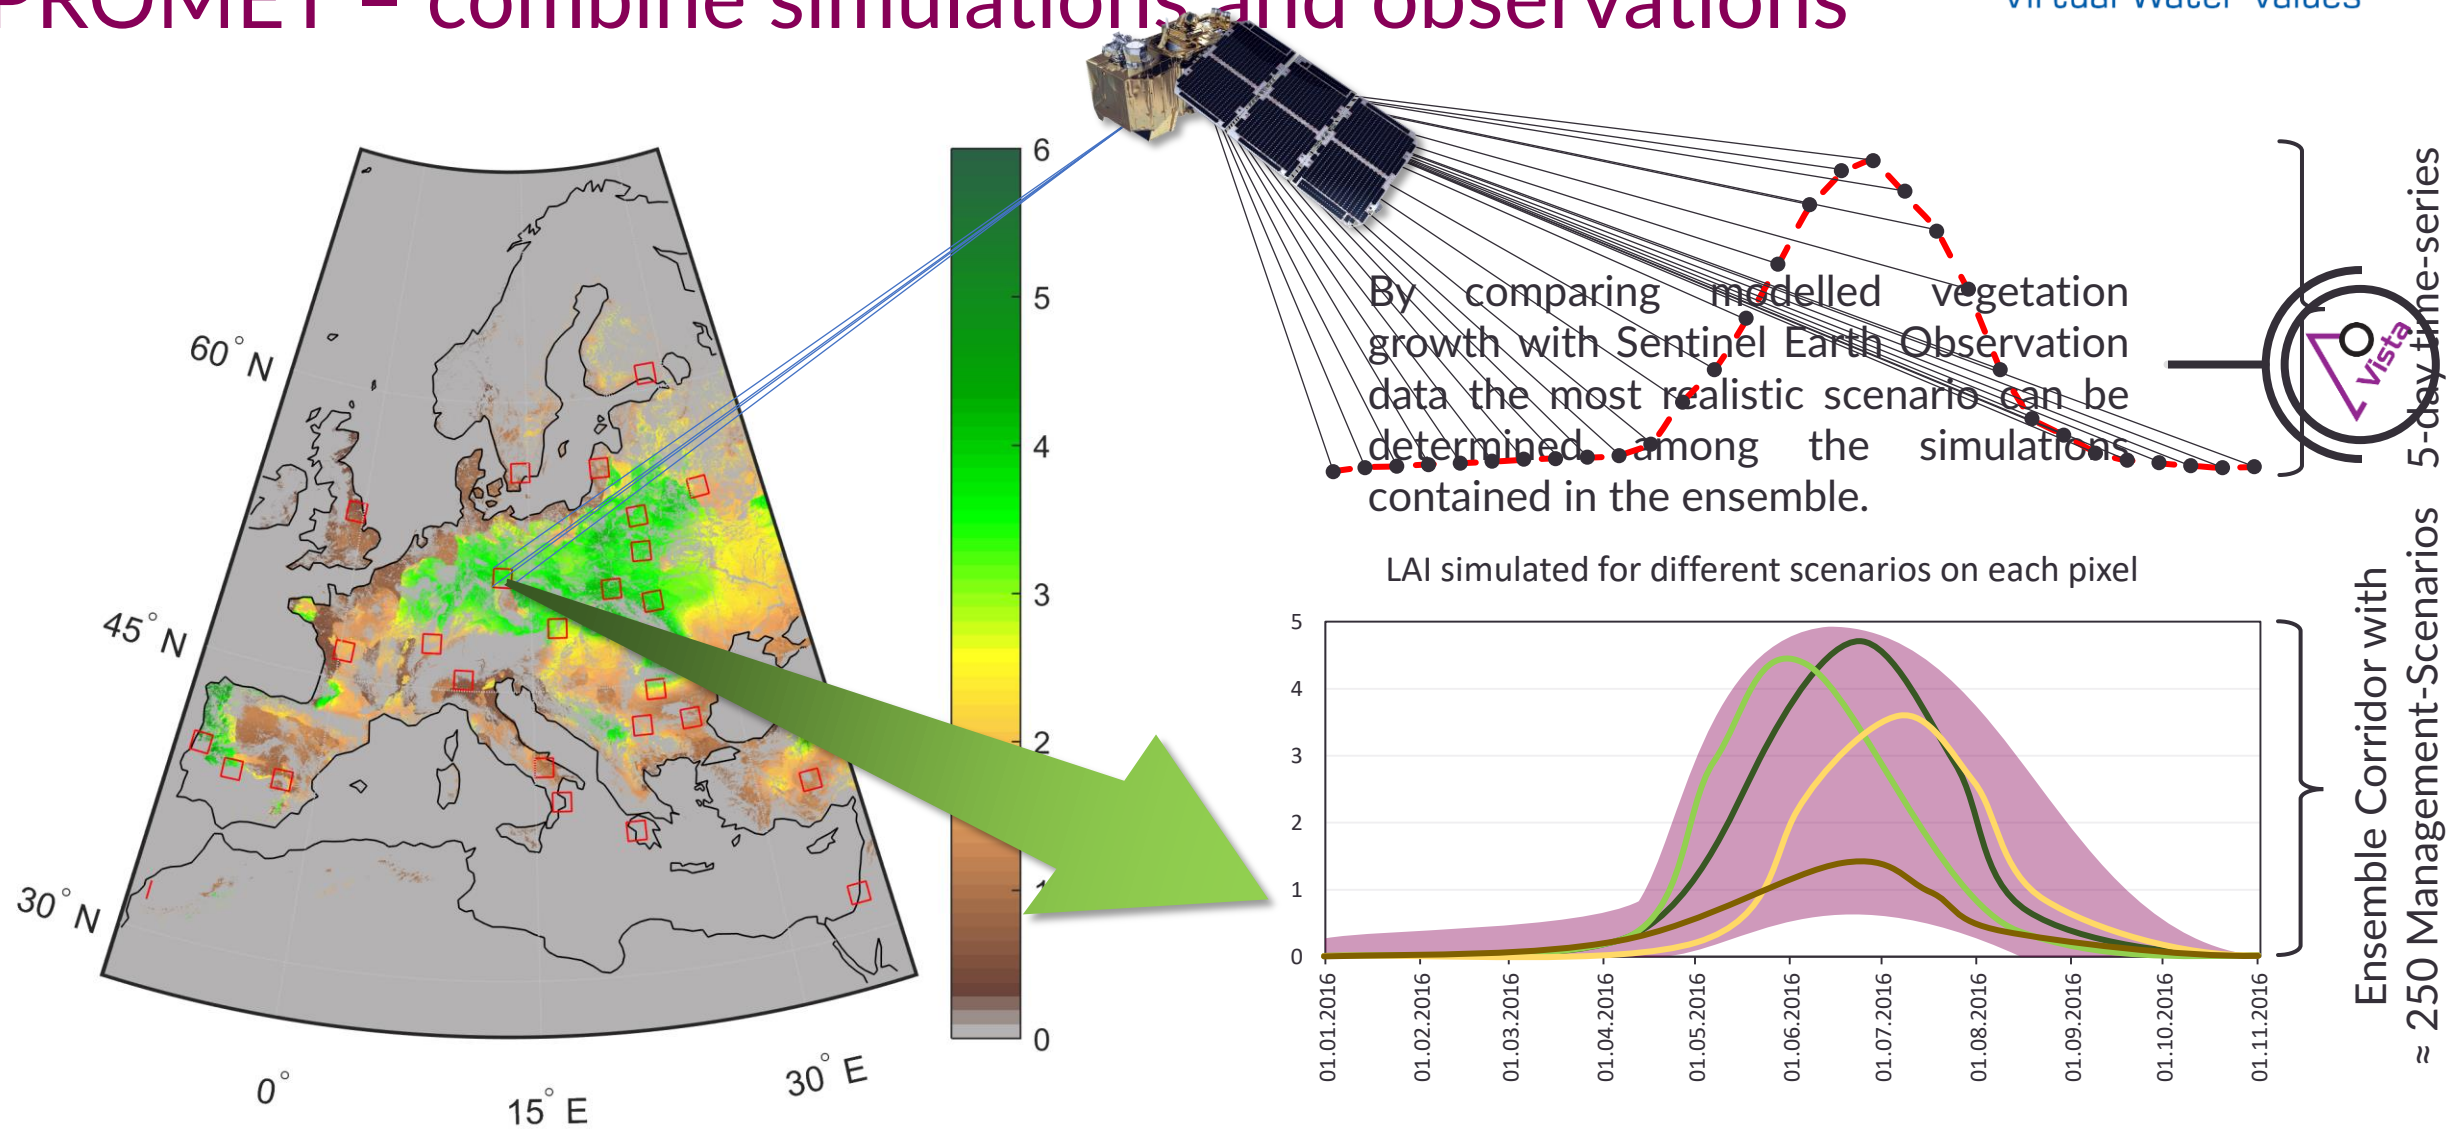 PROMET – combine simulations and observations
Virtual Water Values
60° N
45° N
30° N
0°
15° E
30° E
6
5
4
3
2
1
0
By comparing modelled vegetation
growth with Sentinel Earth Observation
data the most realistic scenario can be
determined among the simulations
contained in the ensemble.
Vista
5-day time-series
LAI simulated for different scenarios on each pixel
5
4
3
2
1
0
01.01.2016
01.02.2016
01.03.2016
01.04.2016
01.05.2016
01.06.2016
01.07.2016
01.08.2016
01.09.2016
01.10.2016
01.11.2016
Ensemble Corridor with
≈ 250 Management-Scenarios